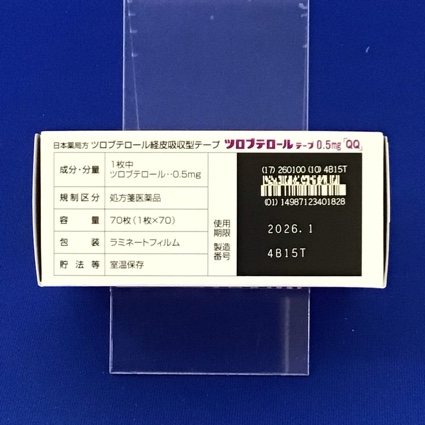 日本薬局方 ツロブテロール経皮吸収型テープ ツロブテロールテープ0.5mg「QQ」
成分・分量 1枚中
ツロブテロール…0.5mg
規制区分 処方箋医薬品
容量 70枚(1枚×70)
包装 ラミネートフィルム
貯法等 室温保存
使用
期限
製造
番号
(17) 260100 (10) 4B15T
(01) 14987123401828
2026.1
4B15T